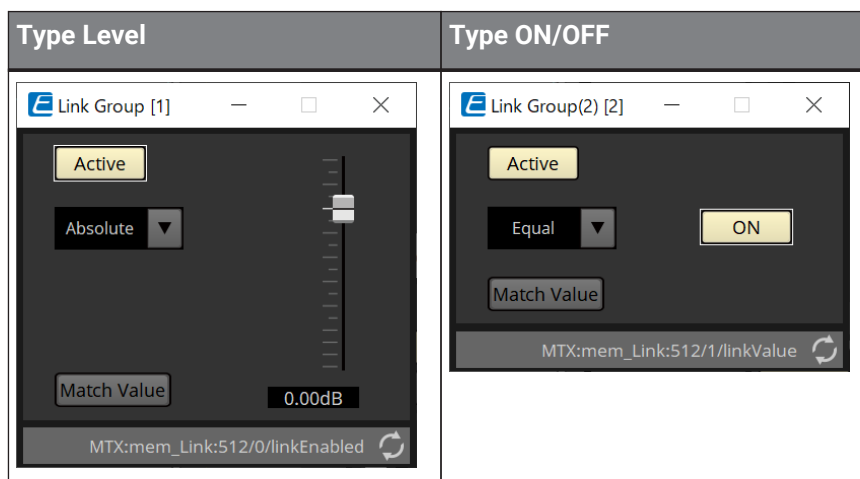 Type Level
Type ON/OFF
E Link Group [1]
Active
Absolute
Match Value
0.00dB
MTX:mem_Link:512/0/linkEnabled
E Link Group(2) [2]
Active
Equal
ON
Match Value
MTX:mem_Link:512/1/linkValue